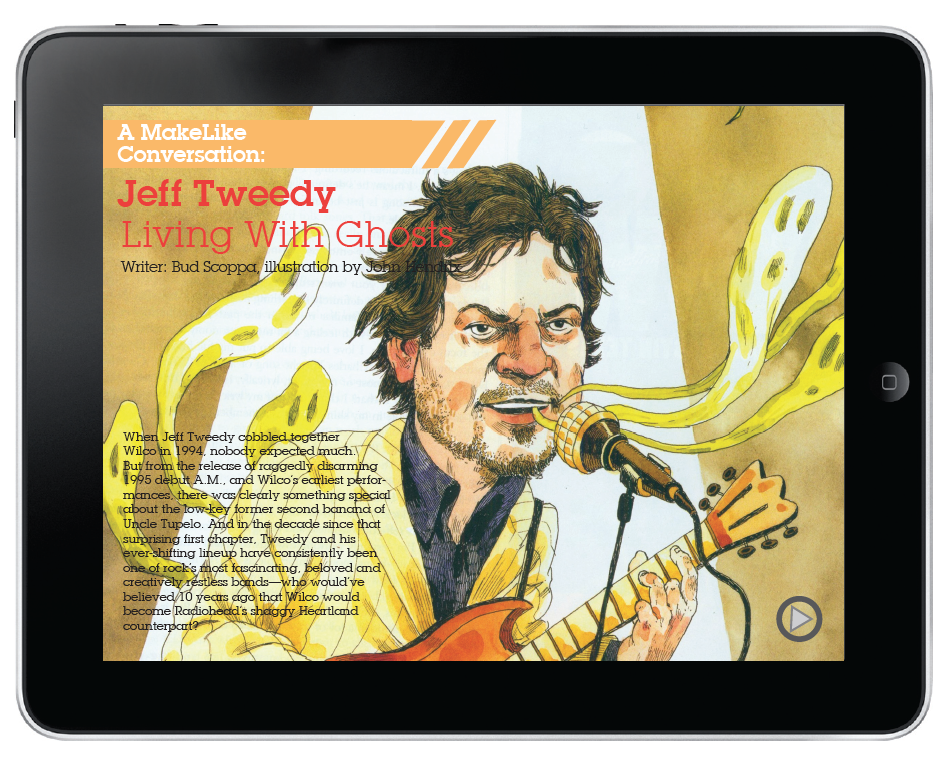 A MakeLike
Conversation:
Jeff Tweedy
Living With Ghosts
Writer: Bud Scoppa, illustration by John Hendrix
When Jeff Tweedy cobbled together
Wilco in 1994, nobody expected much.
But from the release of raggedly disarming
1995 debut A.M., and Wilco's earliest perfor-
mances, there was clearly something special
about the low-key former second banana of
Uncle Tupelo. And in the decade since that
surprising first chapter, Tweedy and his
ever-shifting lineup have consistently been
one of rock's most fascinating, beloved and
creatively restless bands—who would've
believed 10 years ago that Wilco would
become Radiohead's shaggy Heartland
counterpart?